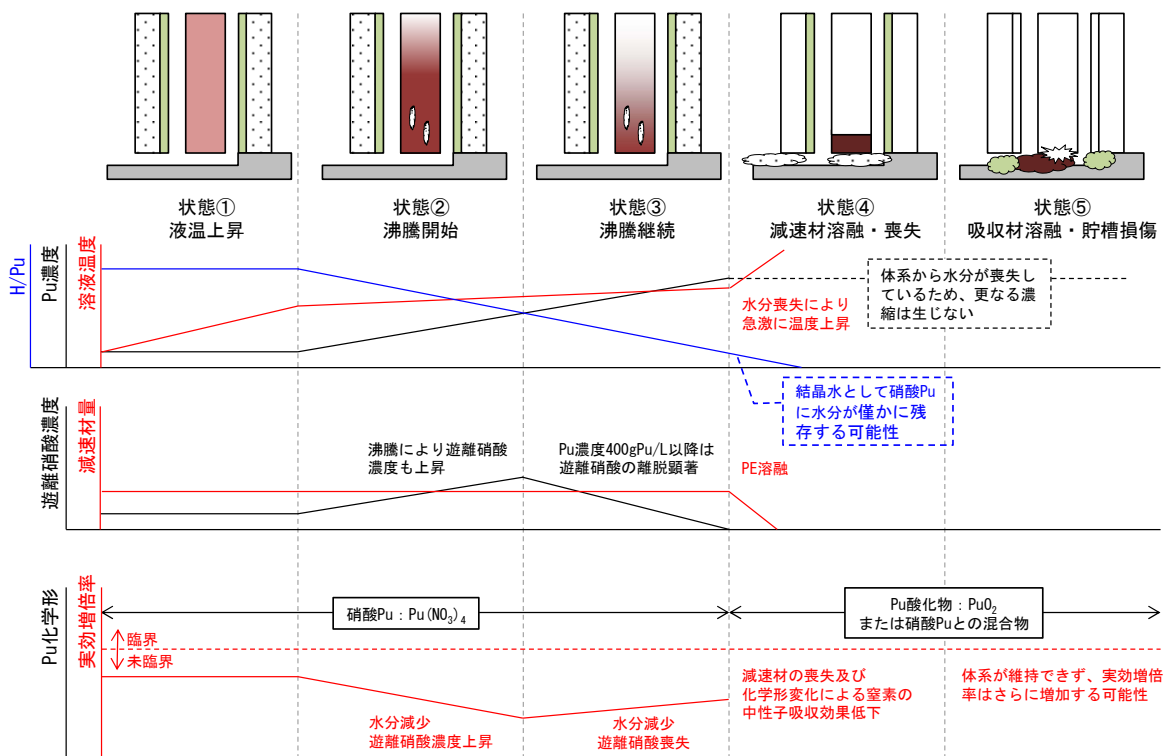 状態①
液温上昇
状態②
沸騰開始
状態③
沸騰継続
状態④
減速材溶融・喪失
状態⑤
吸収材溶融・貯槽損傷
H/Pu
Pu濃度
溶液温度
水分喪失により
急激に温度上昇
体系から水分が喪失し
ているため、更なる濃
縮は生じない
結晶水として硝酸Pu
に水分が僅かに残
存する可能性
遊離硝酸濃度
減速材量
沸騰により遊離硝酸
濃度も上昇
Pu濃度400gPu/L以降は
遊離硝酸の離脱顕著
PE溶融
Pu化学形
実効増倍率
硝酸Pu：Pu(NO₃)₄
Pu酸化物：PuO₂
または硝酸Puとの混合物
臨界
未臨界
水分減少
遊離硝酸濃度上昇
水分減少
遊離硝酸喪失
減速材の喪失及び
化学形変化による窒素の
中性子吸収効果低下
体系が維持できず、実効増倍
率はさらに増加する可能性